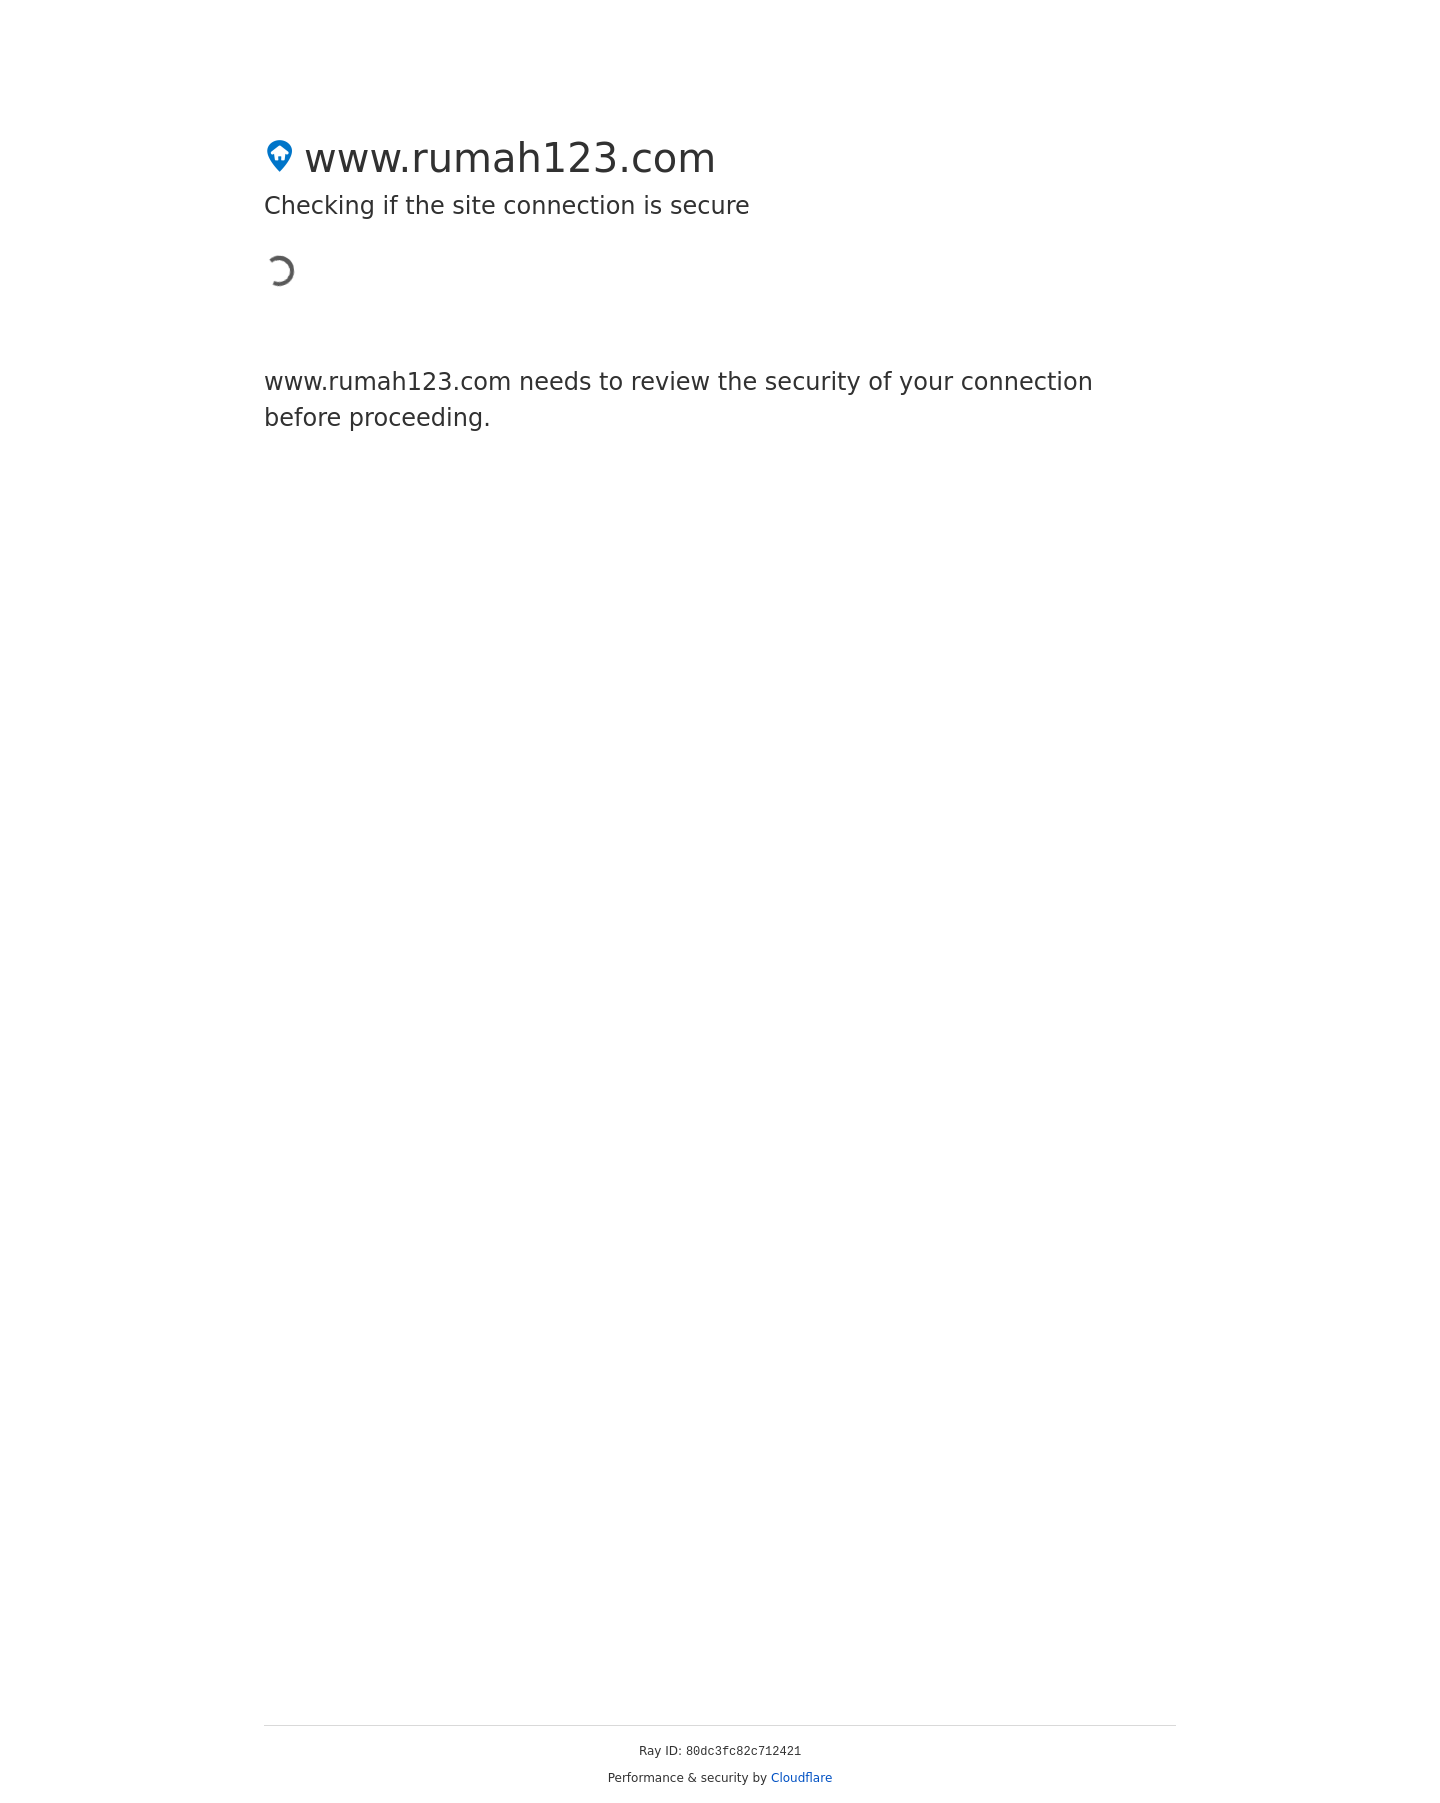 www.rumah123.com
Checking if the site connection is secure
www.rumah123.com needs to review the security of your connection
before proceeding.
Ray ID: 80dc3fc82c712421
Performance & security by Cloudflare